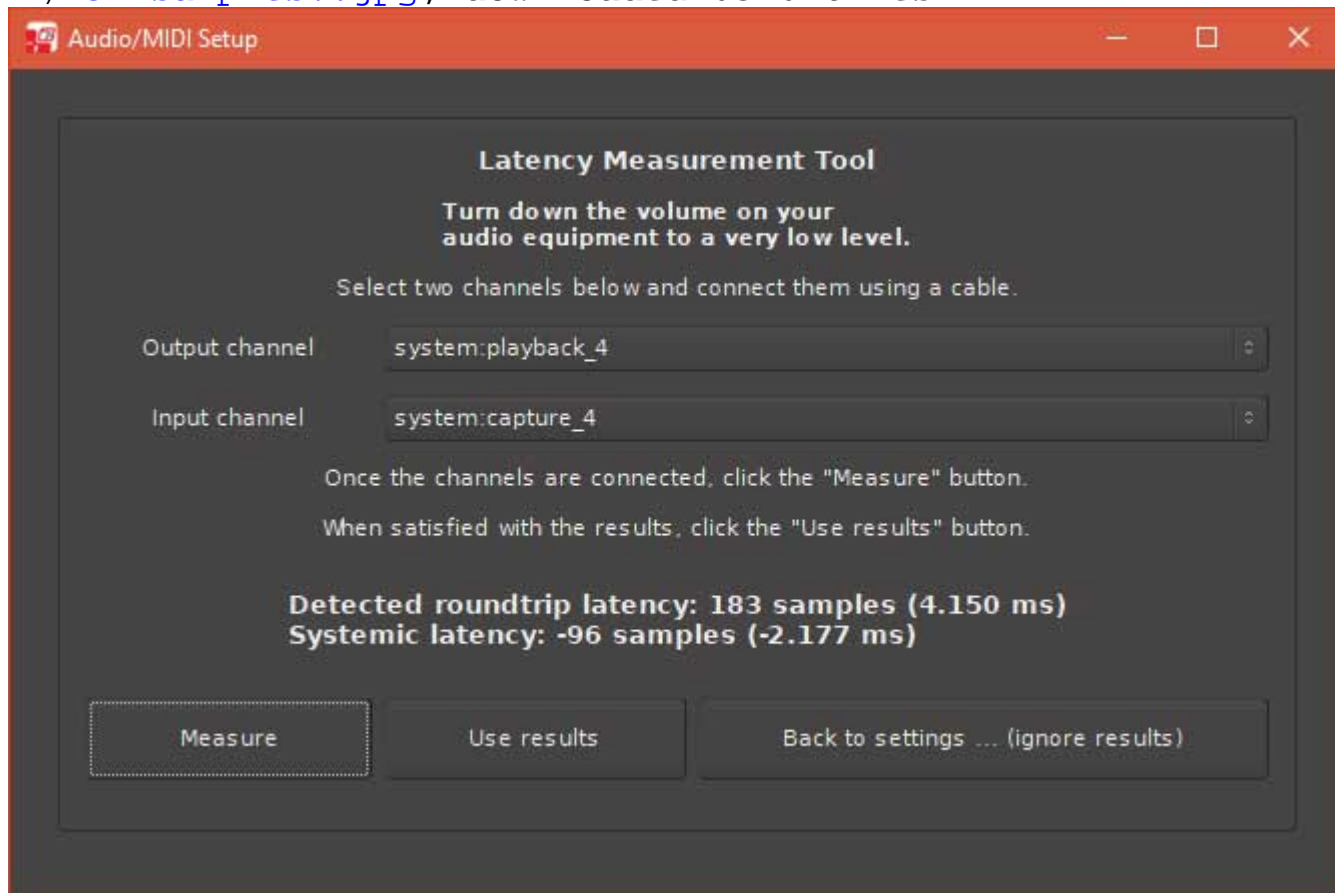 Audio/MIDI Setup
Latency Measurement Tool
Turn down the volume on your
audio equipment to a very low level.
Select two channels below and connect them using a cable.
Output channel system:playback_4
Input channel system:capture_4
Once the channels are connected, click the "Measure" button.
When satisfied with the results, click the "Use results" button.
Detected roundtrip latency: 183 samples (4.150 ms)
Systemic latency: -96 samples (-2.177 ms)
Measure Use results Back to settings ... (ignore results)